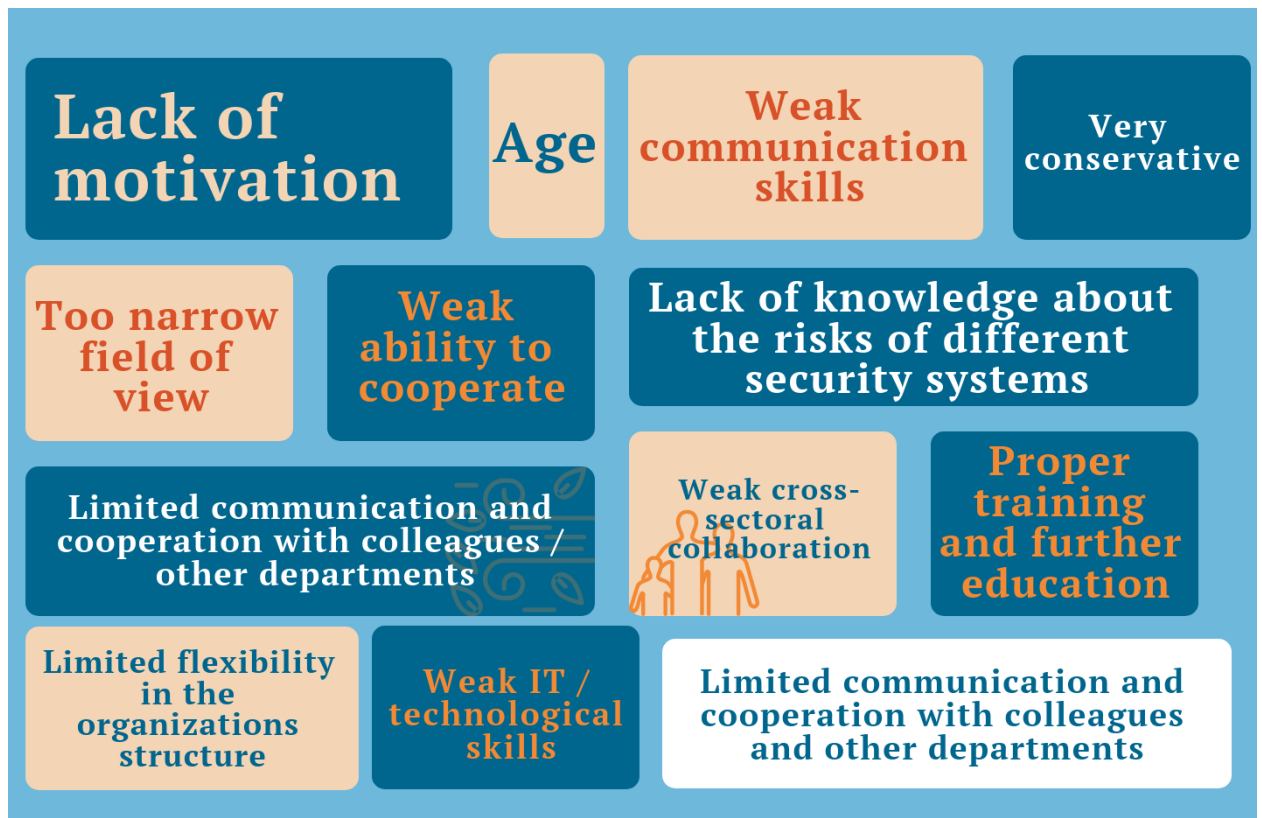 Lack of
motivation
Age
Weak
communication
skills
Very
conservative
Too narrow
field of
view
Weak
ability to
cooperate
Lack of knowledge about
the risks of different
security systems
Limited communication and
cooperation with colleagues /
other departments
Weak cross-
sectoral
collaboration
Proper
training
and further
education
Limited flexibility
in the
organizations
structure
Weak IT /
technological
skills
Limited communication and
cooperation with colleagues
and other departments